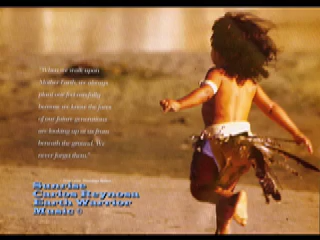 "When we walk upon
Mother Earth, we always
plant our feet carefully
because we know the faces
of our future generations
are looking up at us from
beneath the ground. We
never forget them."
Sunrise
Carlos Reynosa
Earth Warrior
Music